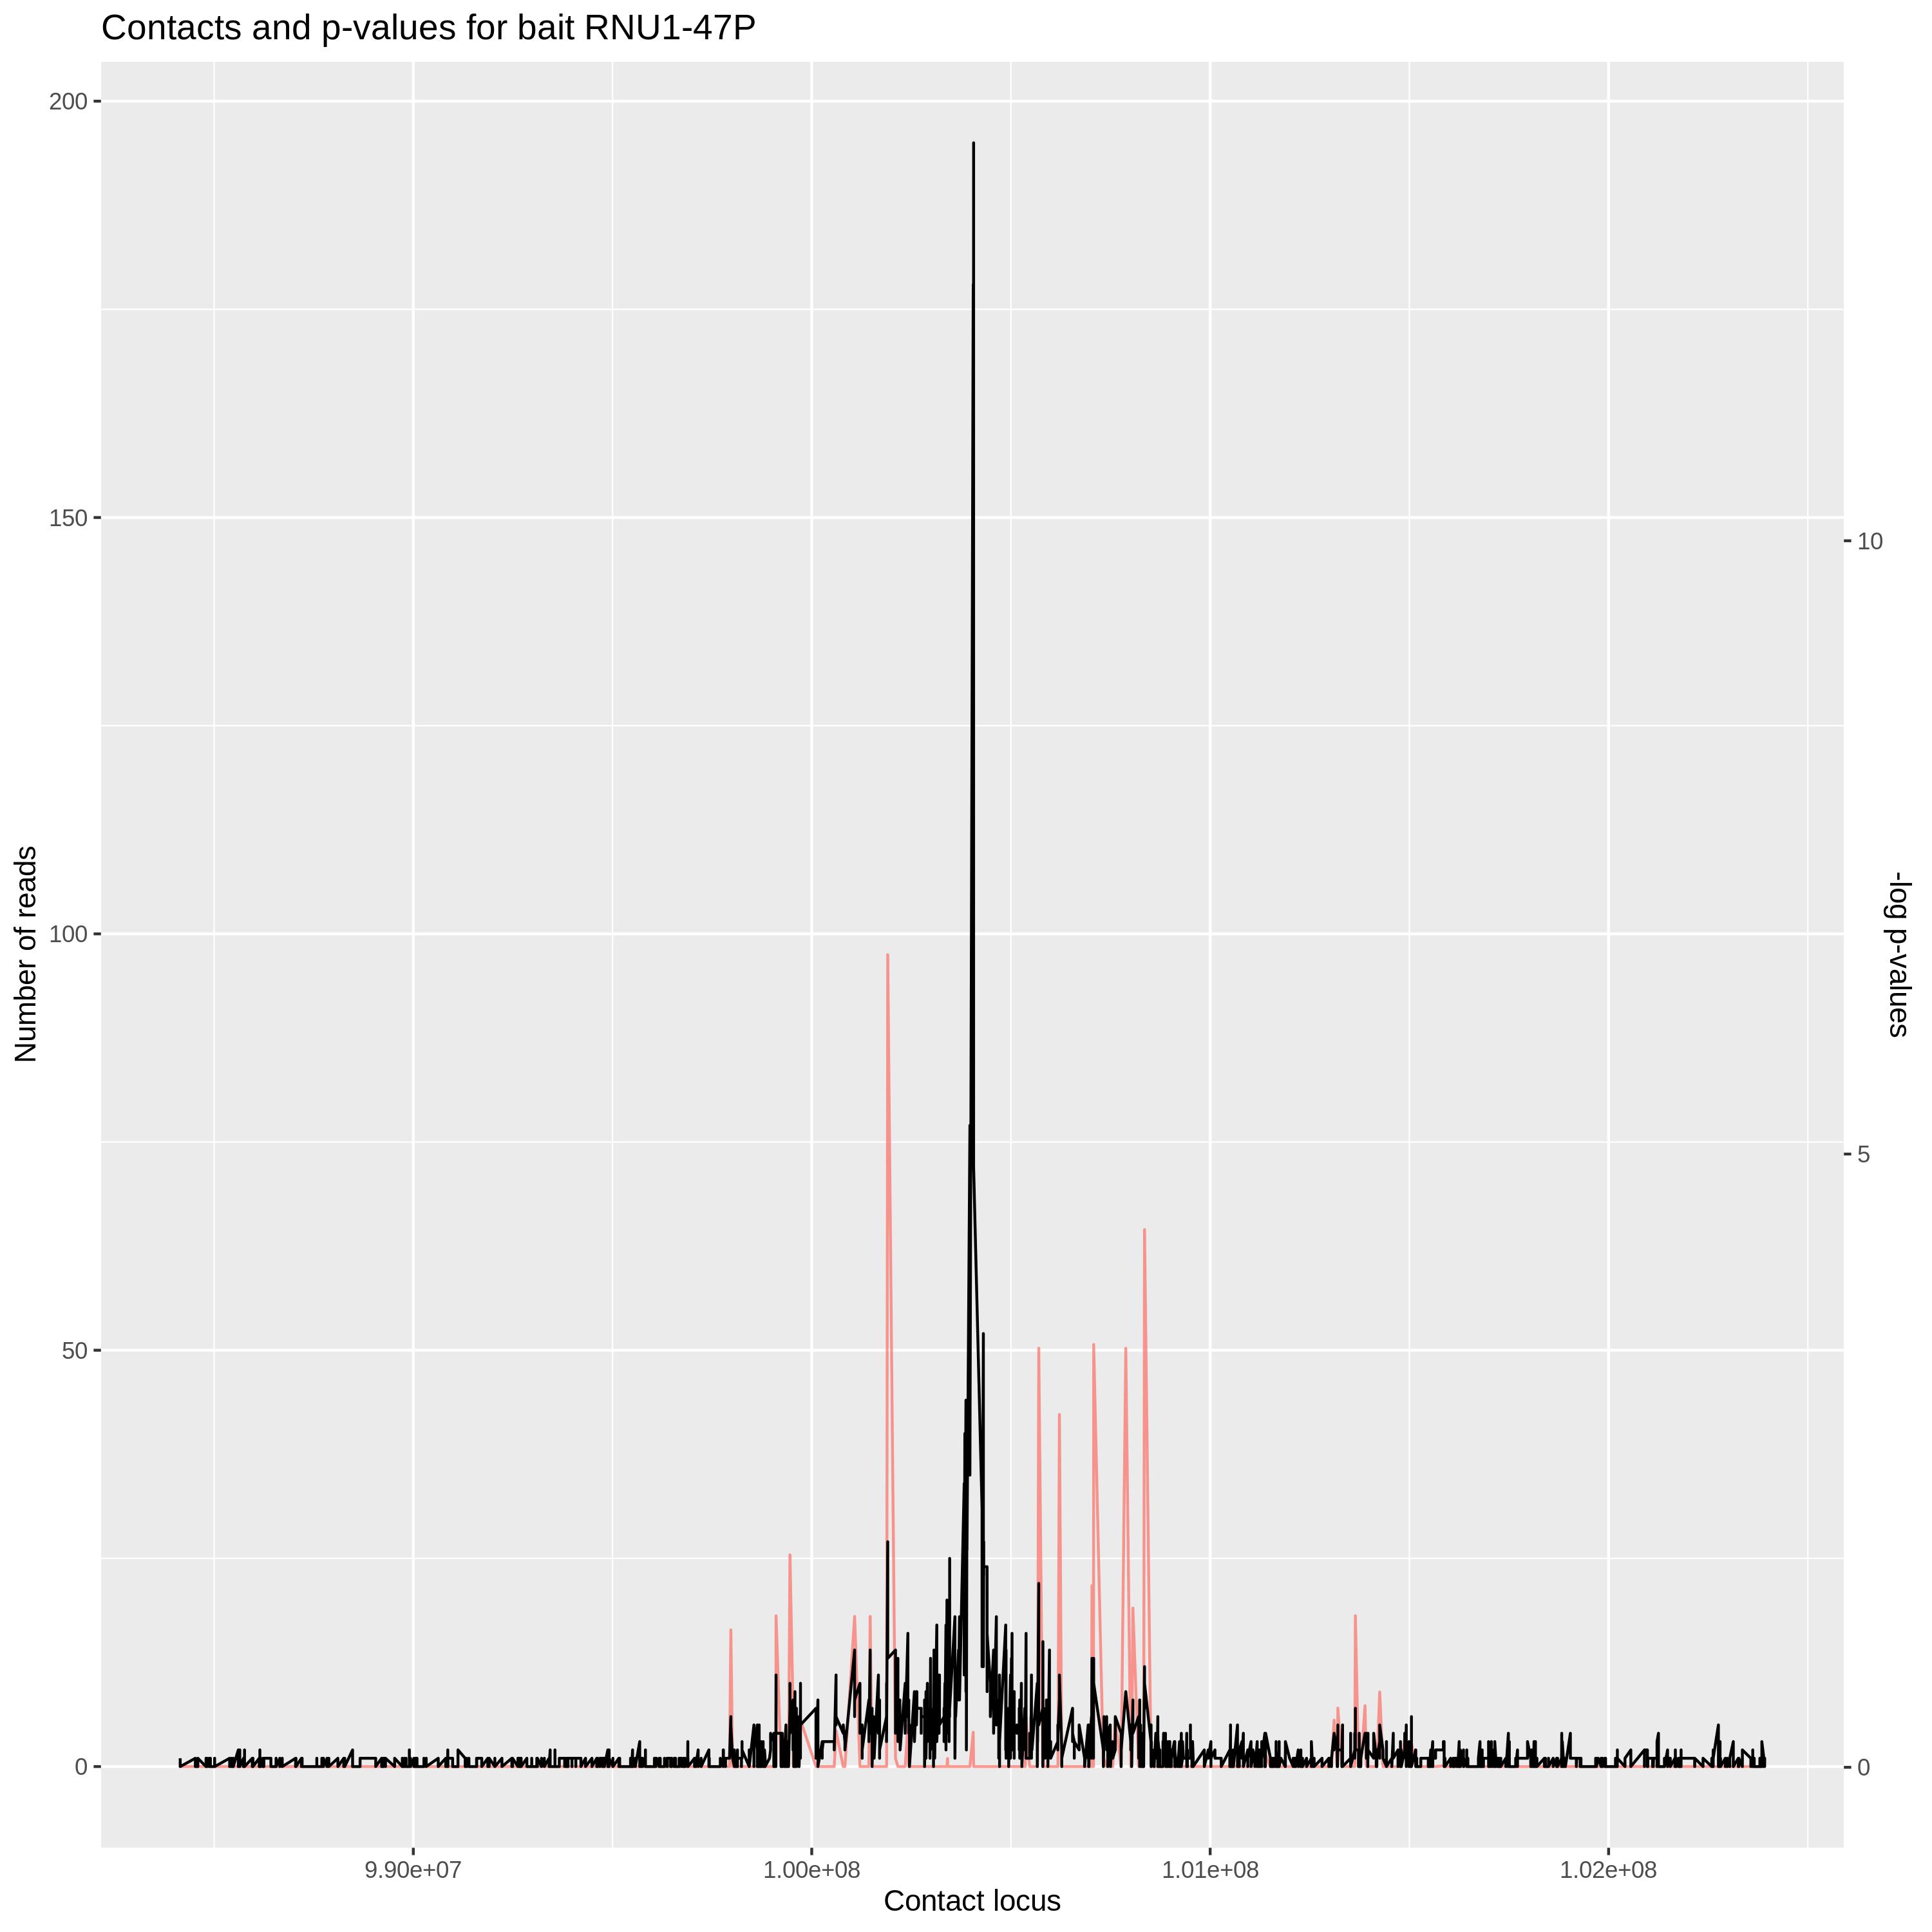 Contacts and p-values for bait RNU1-47P
200
150
100
50
0
Number of reads
10
5
0
-log p-values
9.90e+07
1.00e+08
1.01e+08
1.02e+08
Contact locus